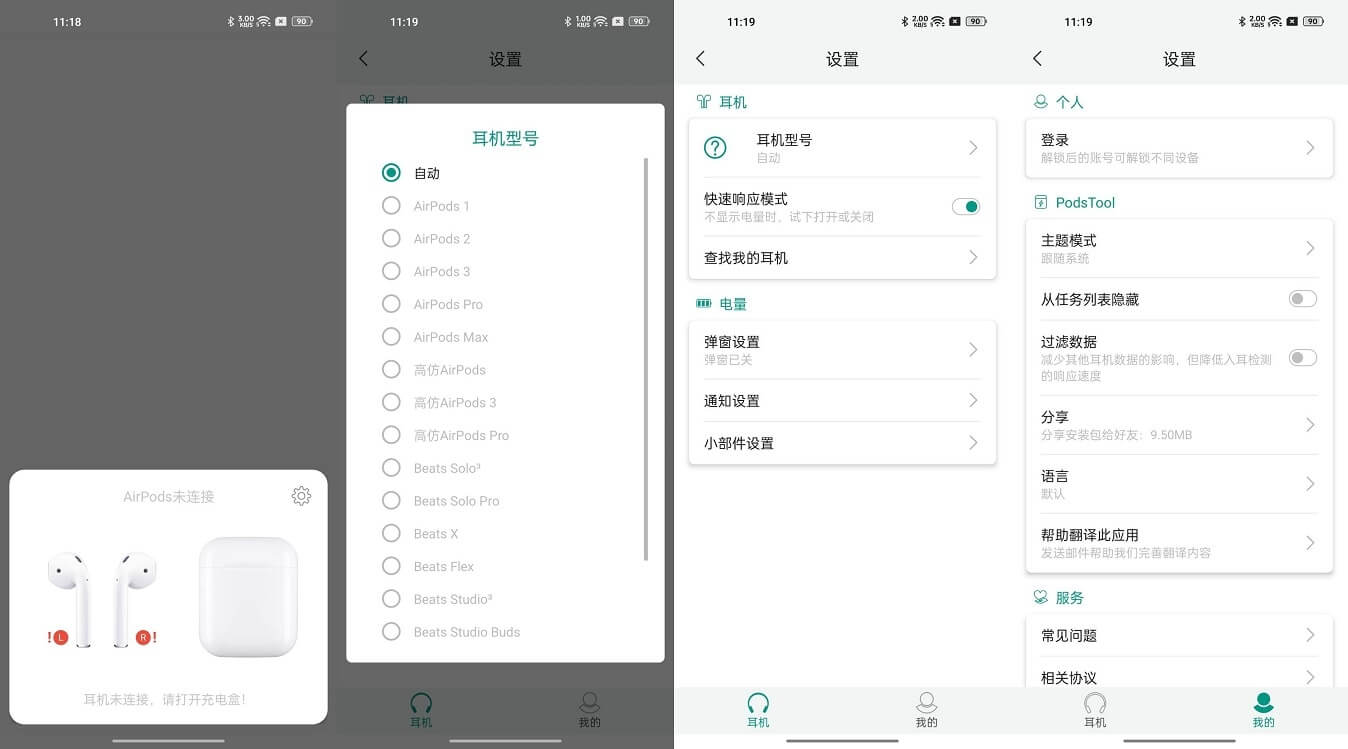 11:18
3.00
KB/S
90
AirPods未连接
L
R
耳机未连接，请打开充电盒！
11:19
1.00
KB/S
90
设置
耳机
耳机型号
自动
AirPods 1
AirPods 2
AirPods 3
AirPods Pro
AirPods Max
高仿AirPods
高仿AirPods 3
高仿AirPods Pro
Beats Solo³
Beats Solo Pro
Beats X
Beats Flex
Beats Studio³
Beats Studio Buds
耳机
我的
11:19
2.00
KB/S
90
设置
耳机
耳机型号
自动
快速响应模式
不显示电量时，试下打开或关闭
查找我的耳机
电量
弹窗设置
弹窗已关
通知设置
小部件设置
耳机
我的
11:19
2.00
KB/S
90
设置
个人
登录
解锁后的账号可解锁不同设备
PodsTool
主题模式
跟随系统
从任务列表隐藏
过滤数据
减少其他耳机数据的影响，但降低入耳检测
的响应速度
分享
分享安装包给好友：9.50MB
语言
默认
帮助翻译此应用
发送邮件帮助我们完善翻译内容
服务
常见问题
相关协议
耳机
我的